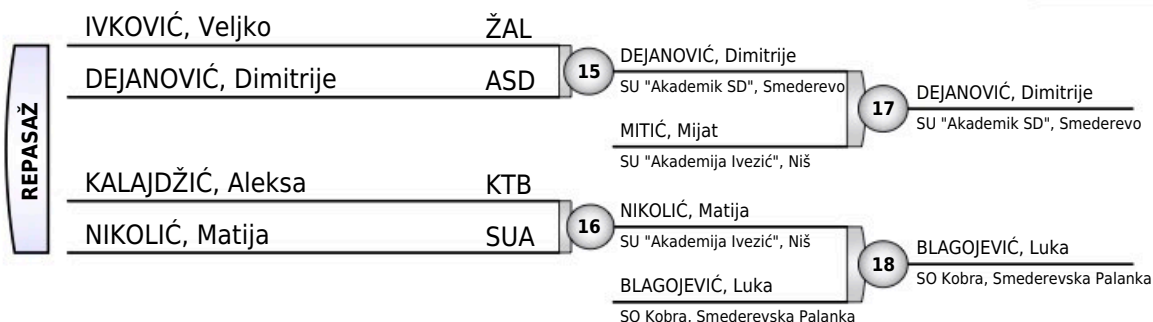 REPASAŽ
IVKOVIĆ, Veljko ŽAL
DEJANOVIĆ, Dimitrije ASD
KALAJDŽIĆ, Aleksa KTB
NIKOLIĆ, Matija SUA
15
DEJANOVIĆ, Dimitrije
SU "Akademik SD", Smederevo
MITIĆ, Mijat
SU "Akademija Ivezić", Niš
16
NIKOLIĆ, Matija
SU "Akademija Ivezić", Niš
BLAGOJEVIĆ, Luka
SO Kobra, Smederevska Palanka
17
DEJANOVIĆ, Dimitrije
SU "Akademik SD", Smederevo
18
BLAGOJEVIĆ, Luka
SO Kobra, Smederevska Palanka